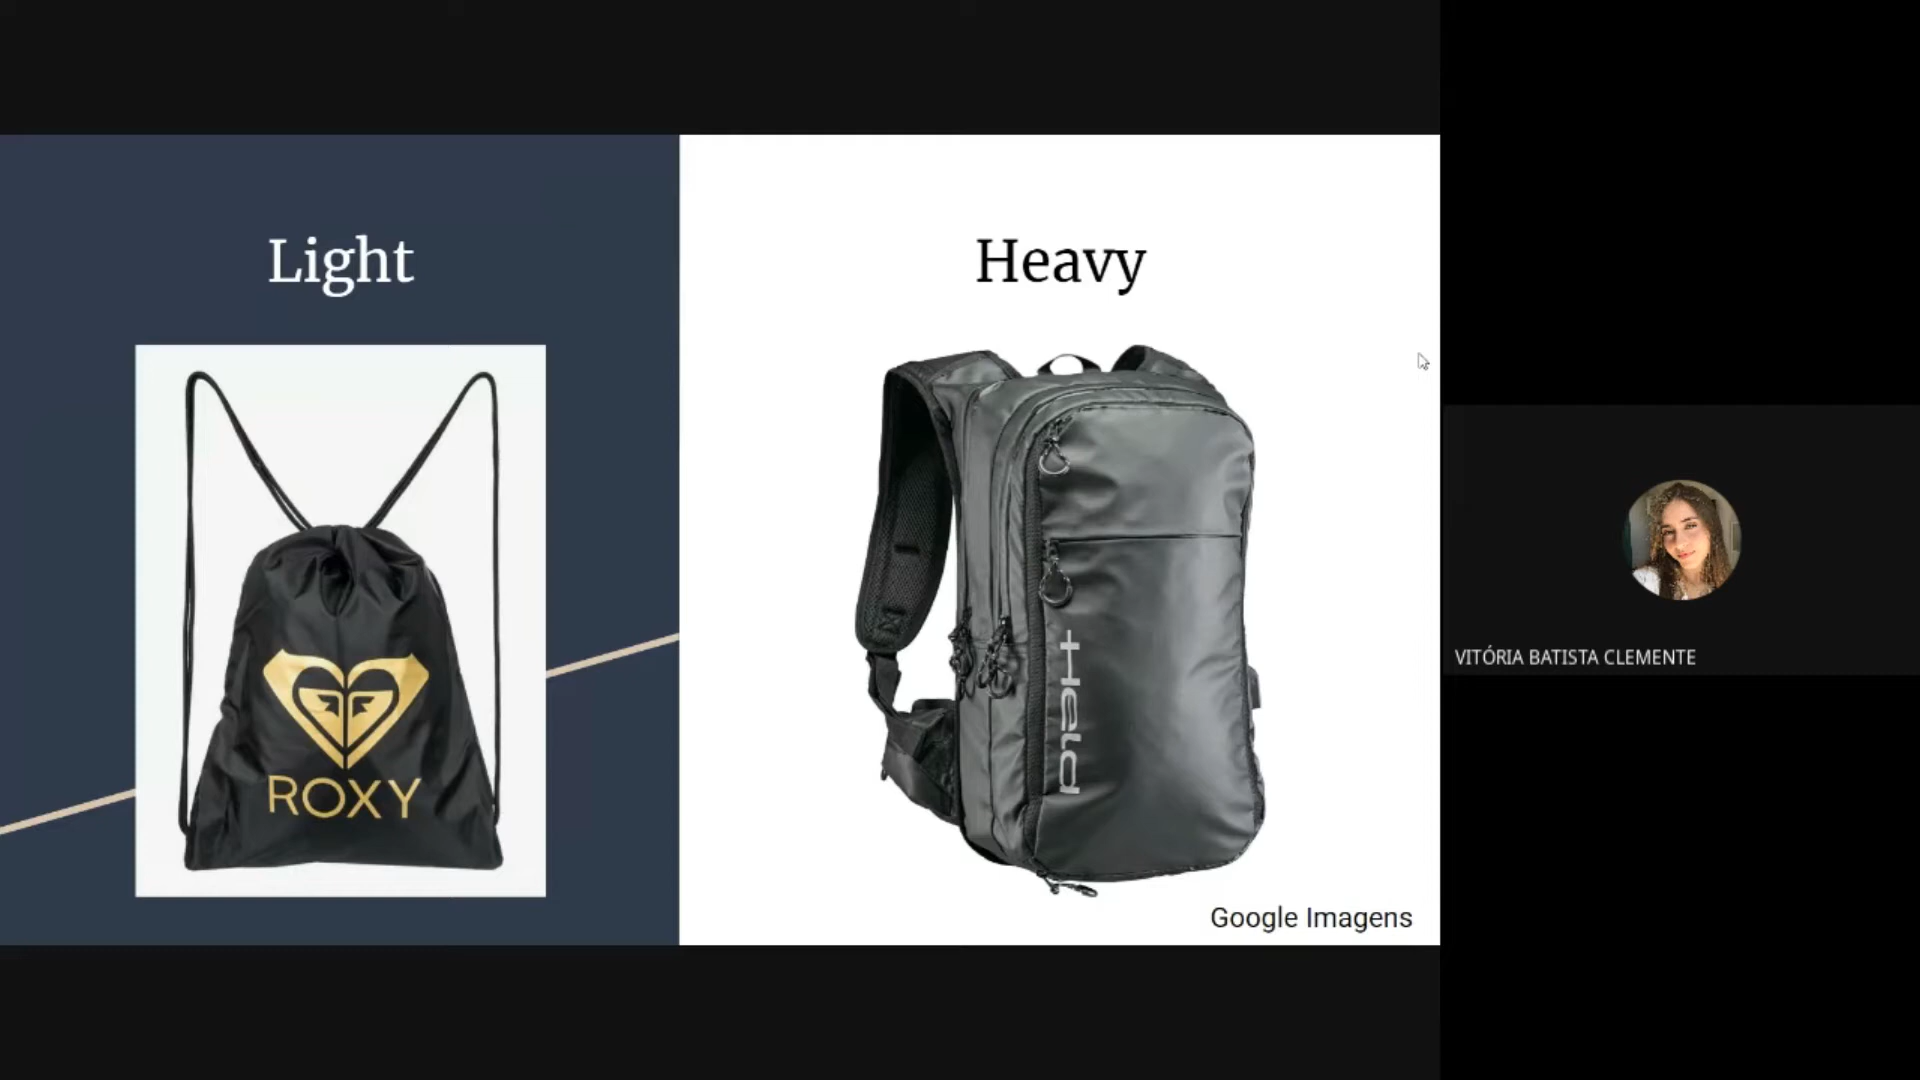 Light
Heavy
ROXY
Held
Google Imagens
VITÓRIA BATISTA CLEMENTE